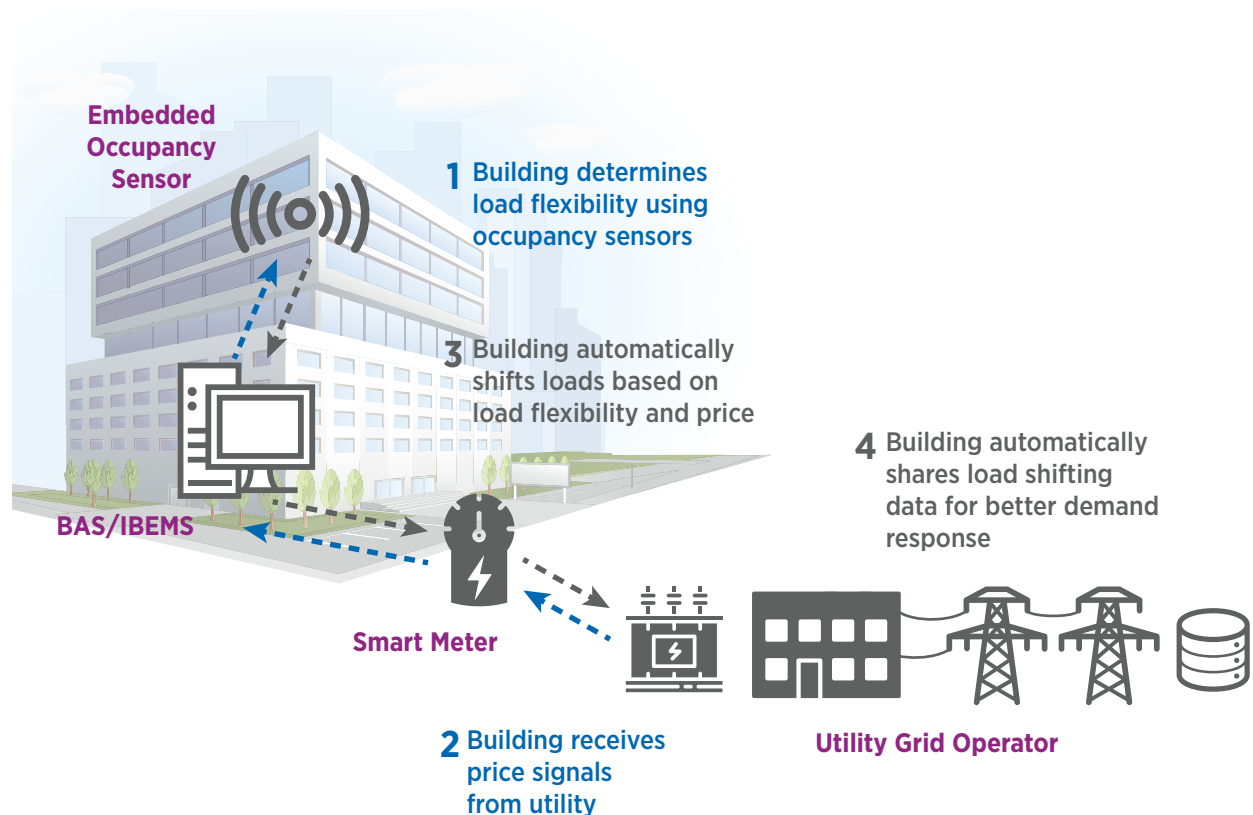 Embedded
Occupancy
Sensor
1 Building determines
load flexibility using
occupancy sensors
3 Building automatically
shifts loads based on
load flexibility and price
4 Building automatically
shares load shifting
data for better demand
response
BAS/IBEMS
Smart Meter
Utility Grid Operator
2 Building receives
price signals
from utility